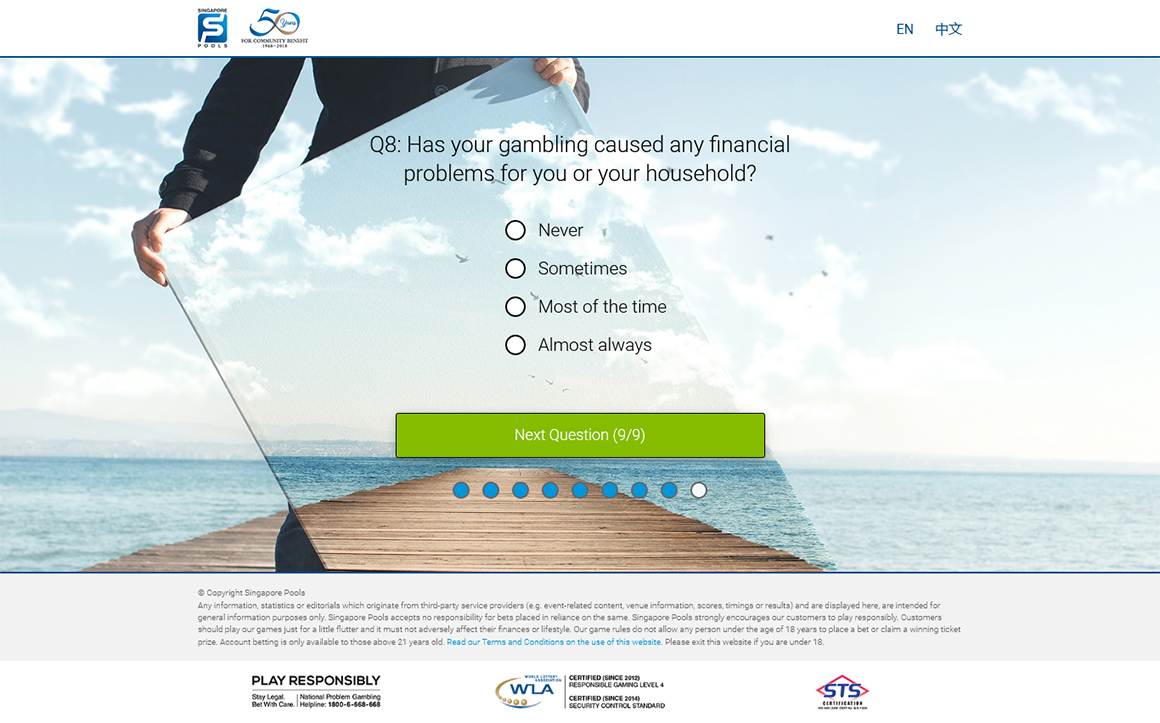 SINGAPORE
POOLS
50 Years
FOR COMMUNITY BENEFIT
1968-2018
EN 中文
Q8: Has your gambling caused any financial
problems for you or your household?
Never
Sometimes
Most of the time
Almost always
Next Question (9/9)
© Copyright Singapore Pools
Any information, statistics or editorials which originate from third-party service providers (e.g. event-related content, venue information, scores, timings or results) and are displayed here, are intended for
general information purposes only. Singapore Pools accepts no responsibility for bets placed in reliance on the same. Singapore Pools strongly encourages our customers to play responsibly. Customers
should play our games just for a little flutter and it must not adversely affect their finances or lifestyle. Our game rules do not allow any person under the age of 18 years to place a bet or claim a winning ticket
prize. Account betting is only available to those above 21 years old. Read our Terms and Conditions on the use of this website. Please exit this website if you are under 18.
PLAY RESPONSIBLY
Stay Legal. National Problem Gambling
Bet With Care. Helpline: 1800-6-668-668
WORLD LOTTERY
ASSOCIATION
WLA
CERTIFIED (SINCE 2012)
RESPONSIBLE GAMING LEVEL 4
CERTIFIED (SINCE 2014)
SECURITY CONTROL STANDARD
STS
CERTIFICATION